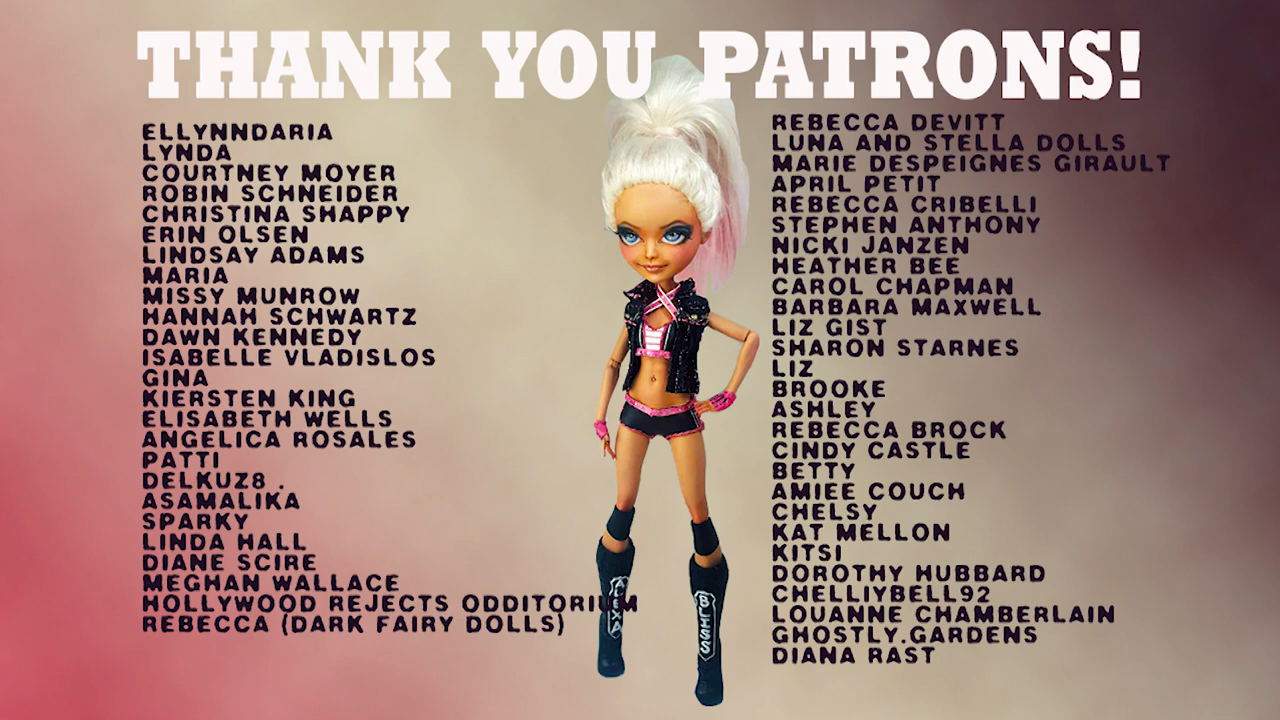 THANK YOU PATRONS!
ELLYNNDARIA
LYNDA
COURTNEY MOYER
ROBIN SCHNEIDER
CHRISTINA SHAPPY
ERIN OLSEN
LINDSAY ADAMS
MARIA
MISSY MUNROW
HANNAH SCHWARTZ
DAWN KENNEDY
ISABELLE VLADISLOS
GINA
KIERSTEN KING
ELISABETH WELLS
ANGELICA ROSALES
PATTI
DELKUZ8 .
ASAMALIKA
SPARKY
LINDA HALL
DIANE SCIRE
MEGHAN WALLACE
HOLLYWOOD REJECTS ODDITORIUM
REBECCA (DARK FAIRY DOLLS)
ALEXA
BLISS
REBECCA DEVITT
LUNA AND STELLA DOLLS
MARIE DESPEIGNES GIRAULT
APRIL PETIT
REBECCA CRIBELLI
STEPHEN ANTHONY
NICKI JANZEN
HEATHER BEE
CAROL CHAPMAN
BARBARA MAXWELL
LIZ GIST
SHARON STARNES
LIZ
BROOKE
ASHLEY
REBECCA BROCK
CINDY CASTLE
BETTY
AMIEE COUCH
CHELSY
KAT MELLON
KITSI
DOROTHY HUBBARD
CHELLIYBELL92
LOUANNE CHAMBERLAIN
GHOSTLY.GARDENS
DIANA RAST